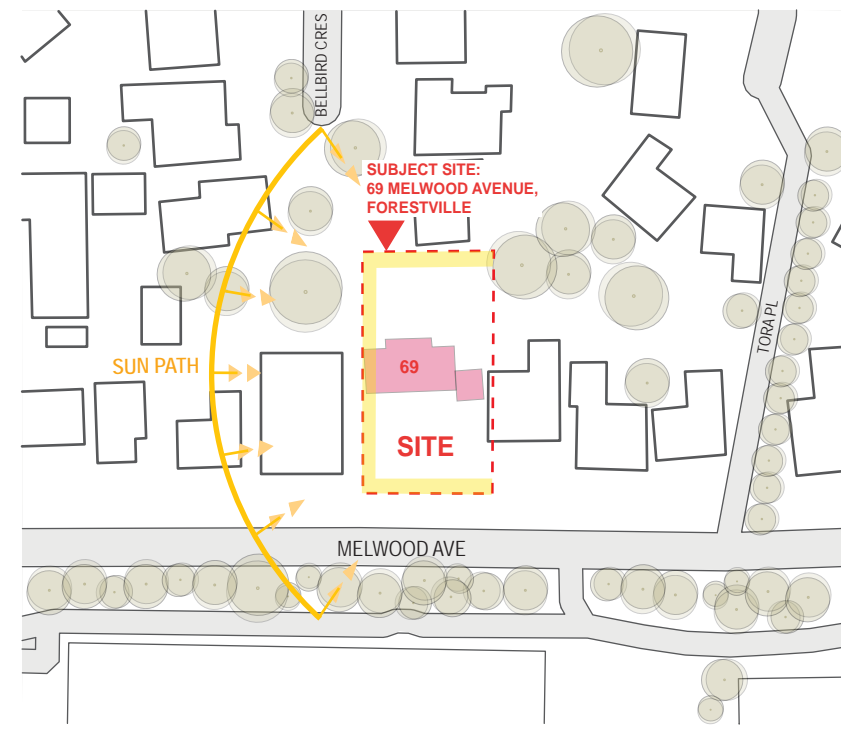 BELLBIRD CRES
SUBJECT SITE:
69 MELWOOD AVENUE,
FORESTVILLE
TORA PL
SUN PATH
69
SITE
MELWOOD AVE